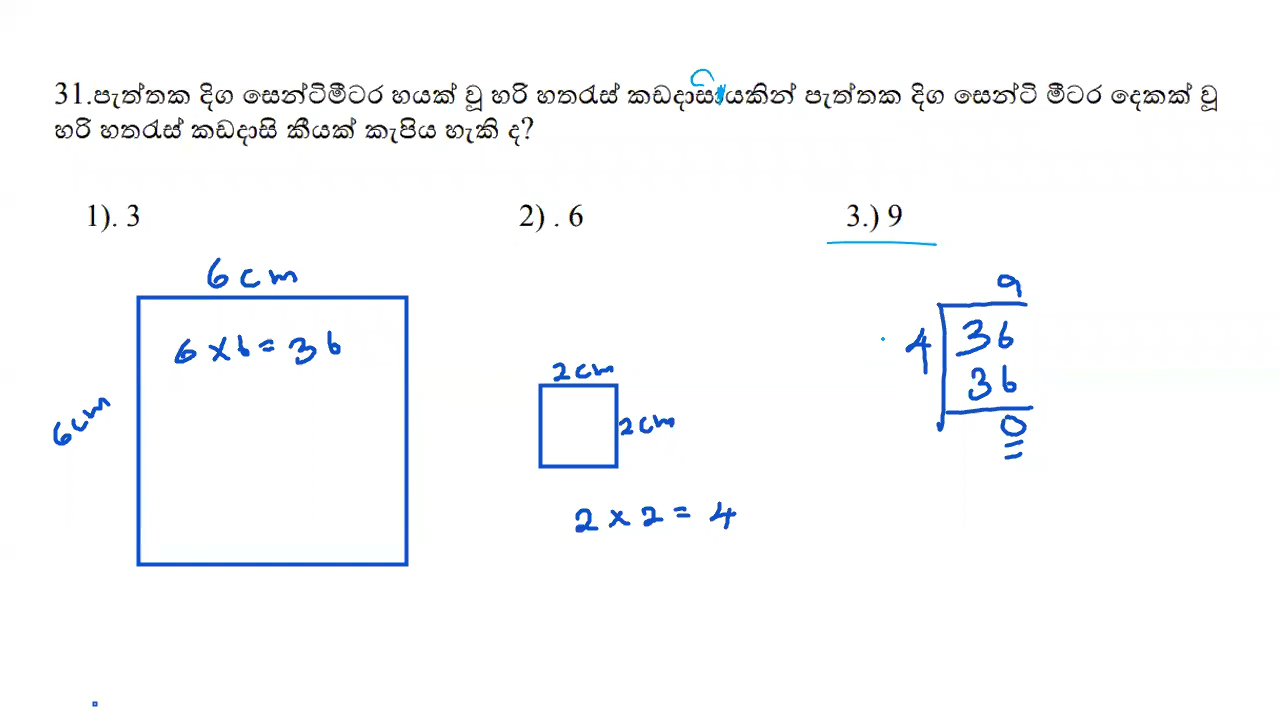 31.පැත්තක දිග සෙන්ටිමීටර හයක් වූ හරි හතරැස් කඩදාසියකින් පැත්තක දිග සෙන්ටි මීටර දෙකක් වූ
හරි හතරැස් කඩදාසි කීයක් කැපිය හැකි ද?
1). 3 2) . 6 3.) 9
6cm
6 x 6 = 36
6cm
2cm
2cm
2 x 2 = 4
9
4 36
36
0